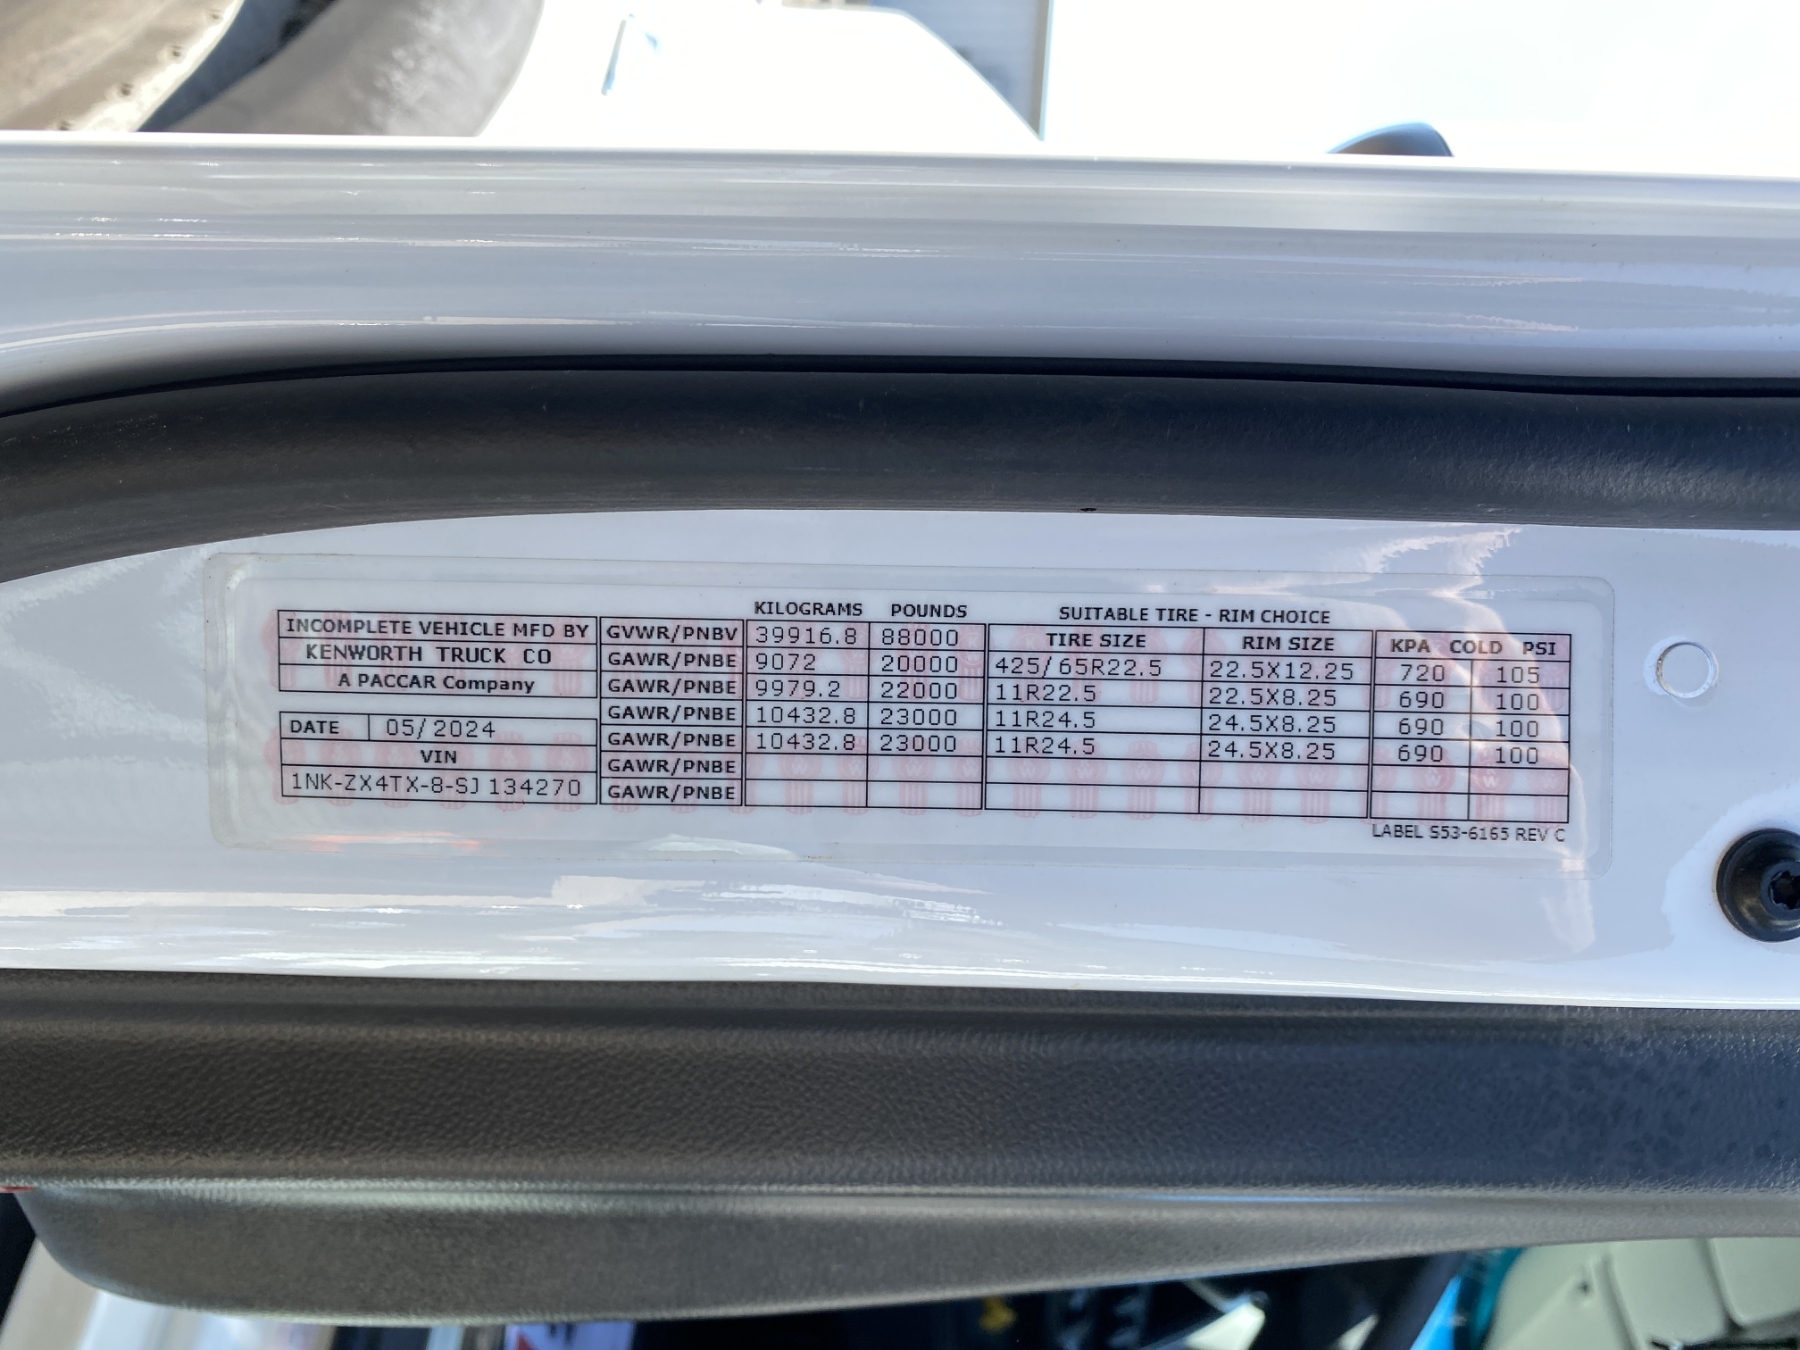 KILOGRAMS POUNDS SUITABLE TIRE - RIM CHOICE
INCOMPLETE VEHICLE MFD BY GVWR/PNBV 39916.8 88000 TIRE SIZE RIM SIZE KPA COLD PSI
KENWORTH TRUCK CO GAWR/PNBE 9072 20000 425/65R22.5 22.5X12.25 720 105
A PACCAR Company GAWR/PNBE 9979.2 22000 11R22.5 22.5X8.25 690 100
GAWR/PNBE 10432.8 23000 11R24.5 24.5X8.25 690 100
DATE 05/2024 GAWR/PNBE 10432.8 23000 11R24.5 24.5X8.25 690 100
VIN GAWR/PNBE
1NK-ZX4TX-8-SJ134270 GAWR/PNBE
LABEL S53-6165 REV C